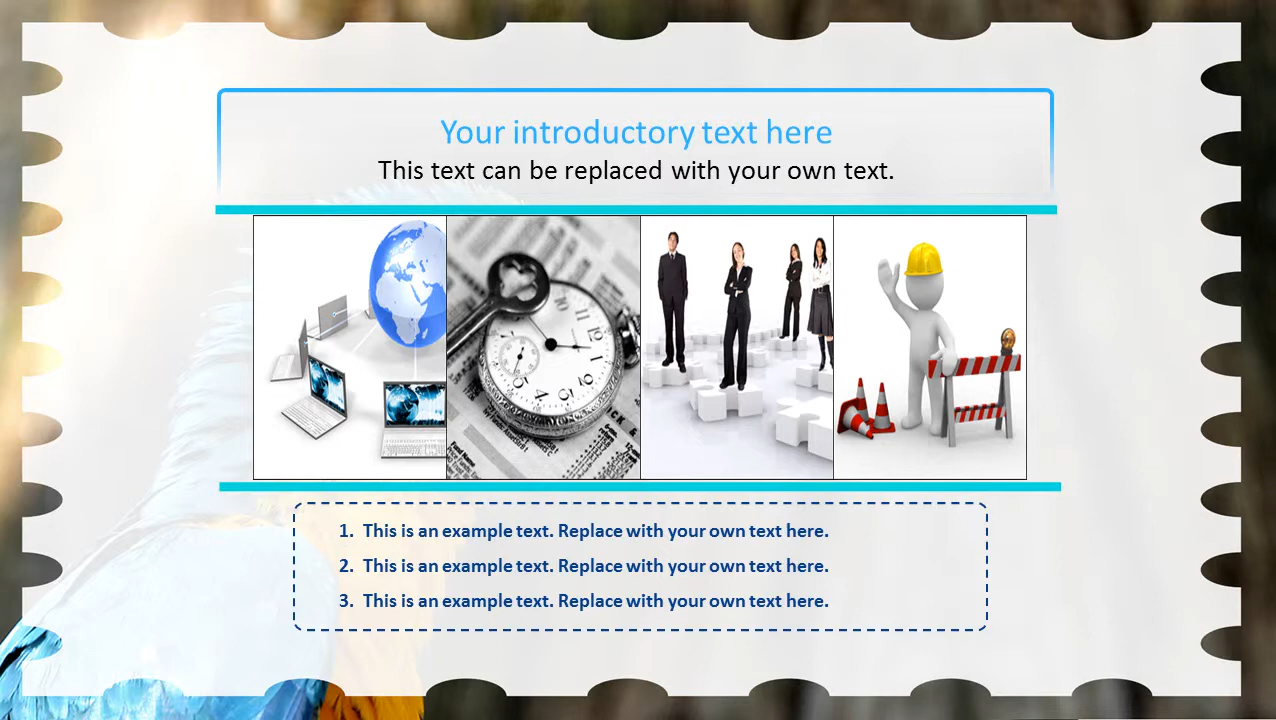 Your introductory text here
This text can be replaced with your own text.
1. This is an example text. Replace with your own text here.
2. This is an example text. Replace with your own text here.
3. This is an example text. Replace with your own text here.